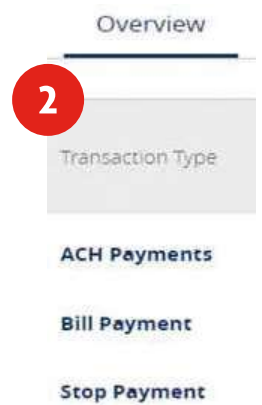 Overview
2
Transaction Type
ACH Payments
Bill Payment
Stop Payment